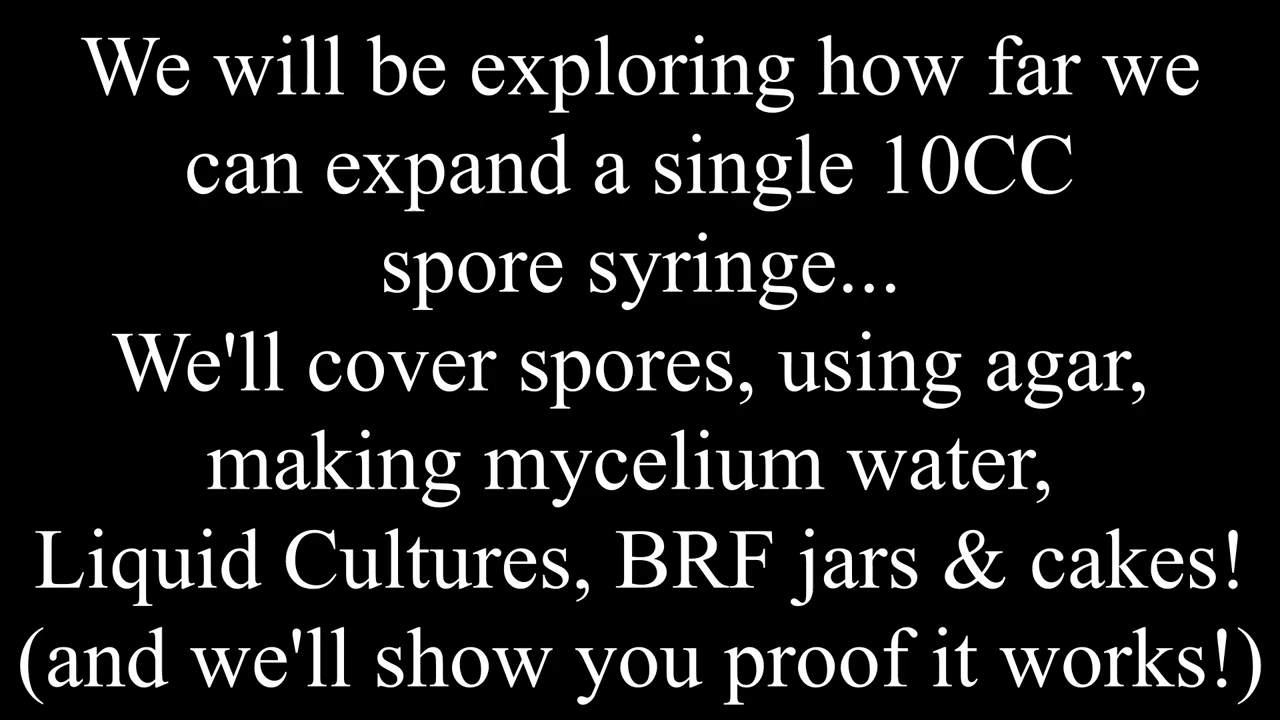 We will be exploring how far we
can expand a single 10CC
spore syringe...
We'll cover spores, using agar,
making mycelium water,
Liquid Cultures, BRF jars & cakes!
(and we'll show you proof it works!)